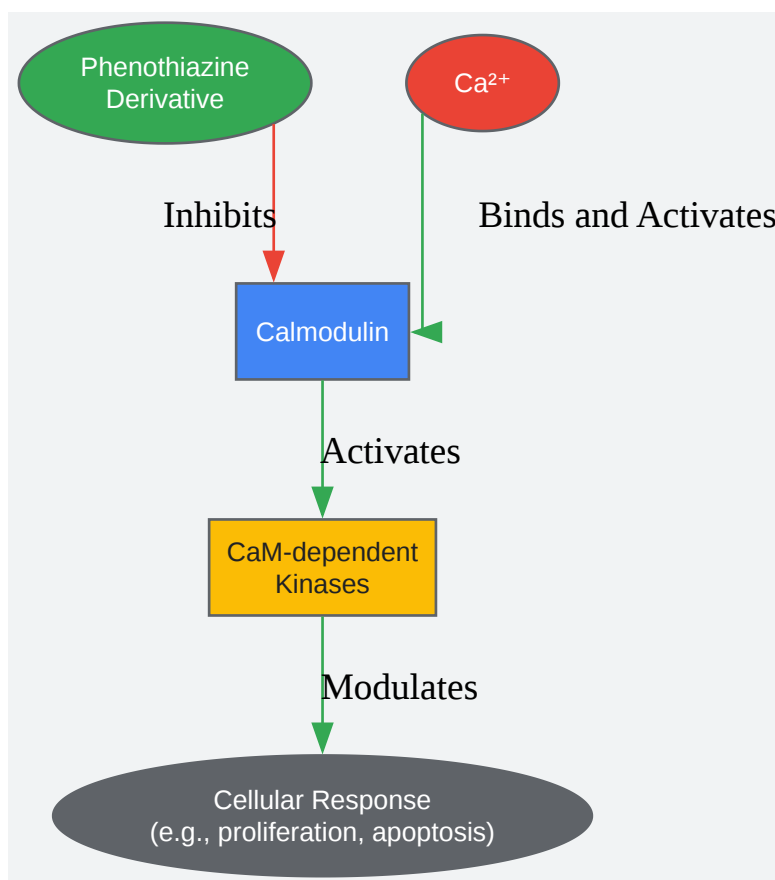 Phenothiazine
Derivative
Ca²⁺
Inhibits
Binds and Activates
Calmodulin
Activates
CaM-dependent
Kinases
Modulates
Cellular Response
(e.g., proliferation, apoptosis)